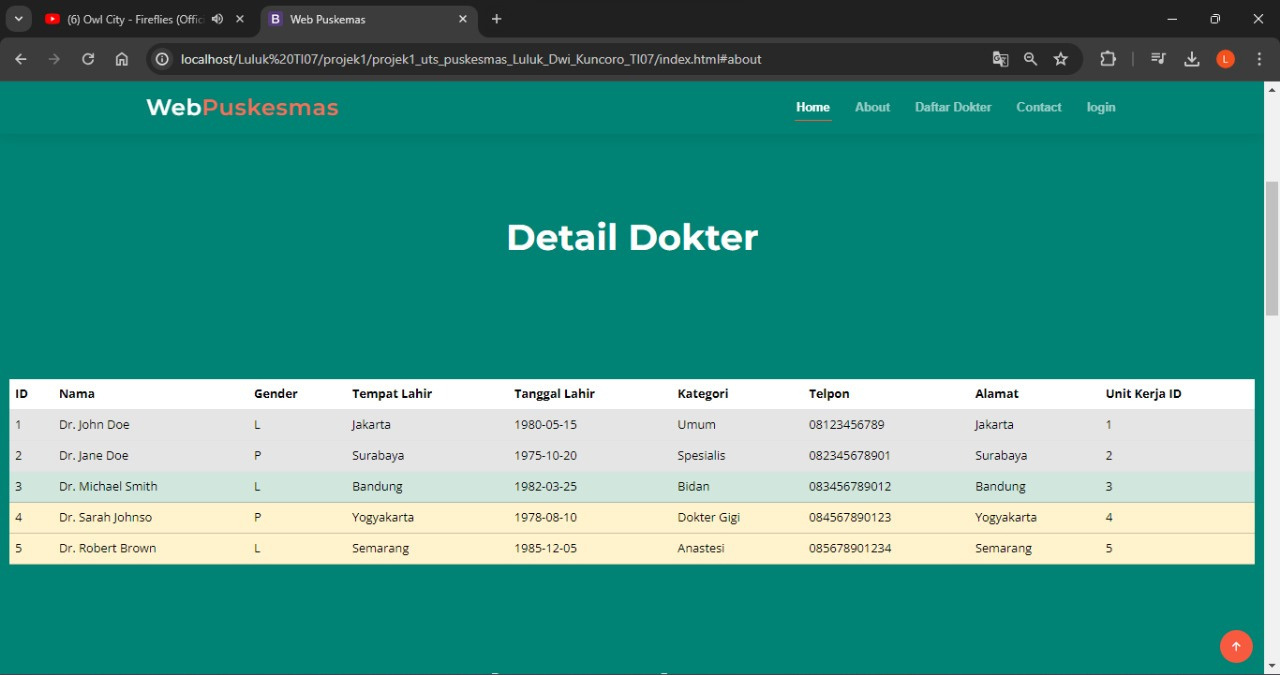 (6) Owl City - Fireflies (Offic
Web Puskemas
localhost/Luluk%20TI07/projek1/projek1_uts_puskesmas_Luluk_Dwi_Kuncoro_TI07/index.html#about
L
WebPuskesmas
Home About Daftar Dokter Contact login
Detail Dokter
ID Nama Gender Tempat Lahir Tanggal Lahir Kategori Telpon Alamat Unit Kerja ID
1 Dr. John Doe L Jakarta 1980-05-15 Umum 08123456789 Jakarta 1
2 Dr. Jane Doe P Surabaya 1975-10-20 Spesialis 082345678901 Surabaya 2
3 Dr. Michael Smith L Bandung 1982-03-25 Bidan 083456789012 Bandung 3
4 Dr. Sarah Johnso P Yogyakarta 1978-08-10 Dokter Gigi 084567890123 Yogyakarta 4
5 Dr. Robert Brown L Semarang 1985-12-05 Anastesi 085678901234 Semarang 5